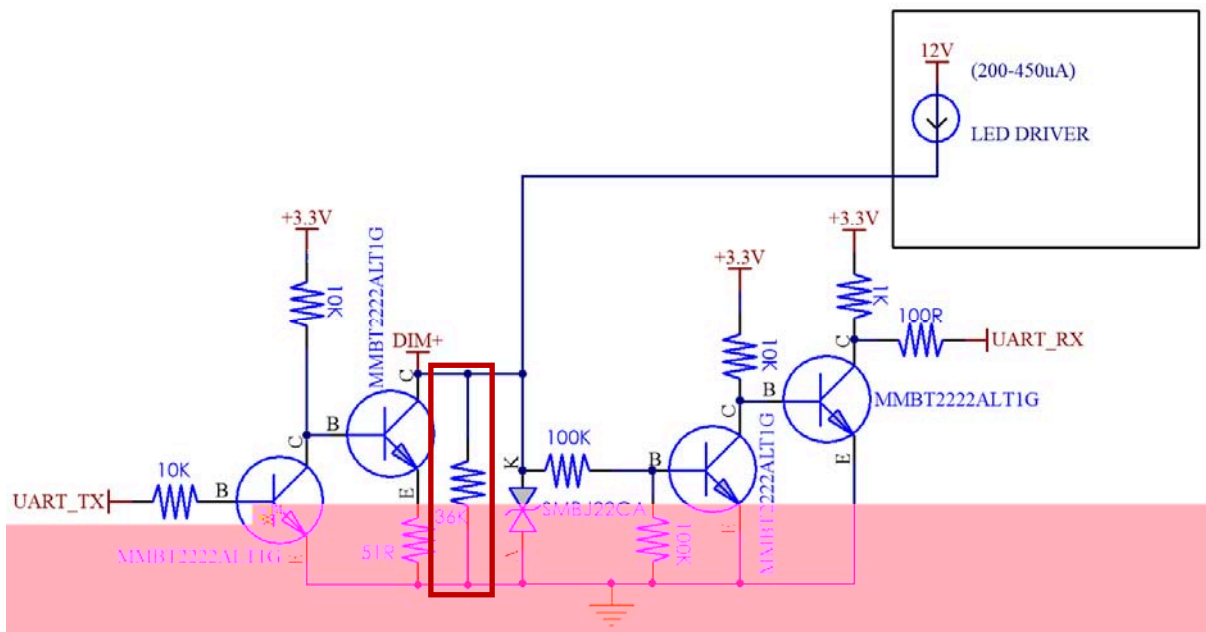 12V
(200-450uA)
LED DRIVER
+3.3V
10K
MMBT2222ALT1G
DIM+
C
B
C
E
UART_TX
10K
B
MMBT2222ALT1G
E
51R
36K
K
SMBJ22CA
A
100K
B
100K
+3.3V
10K
C
MMBT2222ALT1G
E
B
+3.3V
1K
C
100R
UART_RX
MMBT2222ALT1G
E